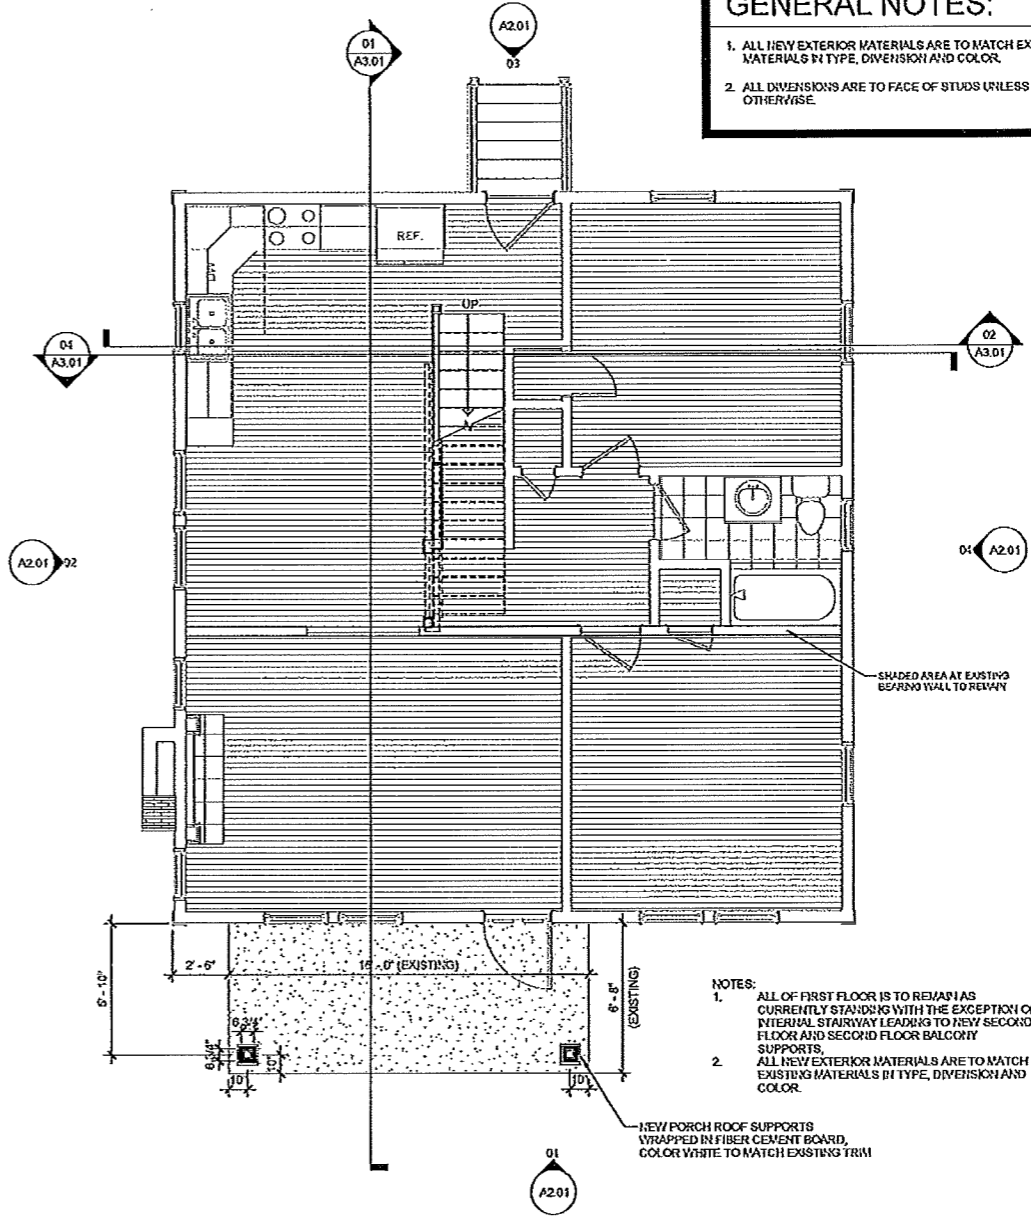 GENERAL NOTES:
1. ALL NEW EXTERIOR MATERIALS ARE TO MATCH EX
MATERIALS IN TYPE, DIMENSION AND COLOR.
2. ALL DIMENSIONS ARE TO FACE OF STUDS UNLESS
OTHERWISE.
A2.01
03
01
A3.01
REF.
DW
UP
04
A3.01
02
A3.01
A2.01
02
04
A2.01
SHADED AREA AT EXISTING
BEARING WALL TO REMAIN
2' - 6"
(EXISTING)
(EXISTING)
10"
10"
10"
NOTES:
1. ALL OF FIRST FLOOR IS TO REMAIN AS
CURRENTLY STANDING WITH THE EXCEPTION OF
INTERNAL STAIRWAY LEADING TO NEW SECOND
FLOOR AND SECOND FLOOR BALCONY
SUPPORTS.
2. ALL NEW EXTERIOR MATERIALS ARE TO MATCH
EXISTING MATERIALS IN TYPE, DIMENSION AND
COLOR.
NEW PORCH ROOF SUPPORTS
WRAPPED IN FIBER CEMENT BOARD,
COLOR WHITE TO MATCH EXISTING TRIM
01
A2.01